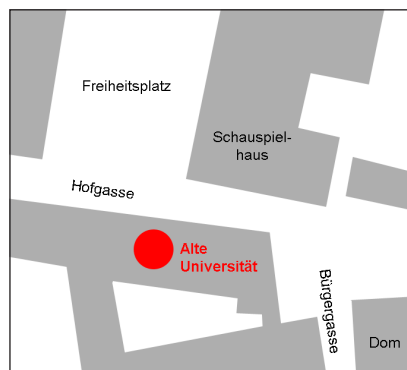 Freiheitsplatz
Schauspiel-
haus
Hofgasse
Alte
Universität
Bürgergasse
Dom